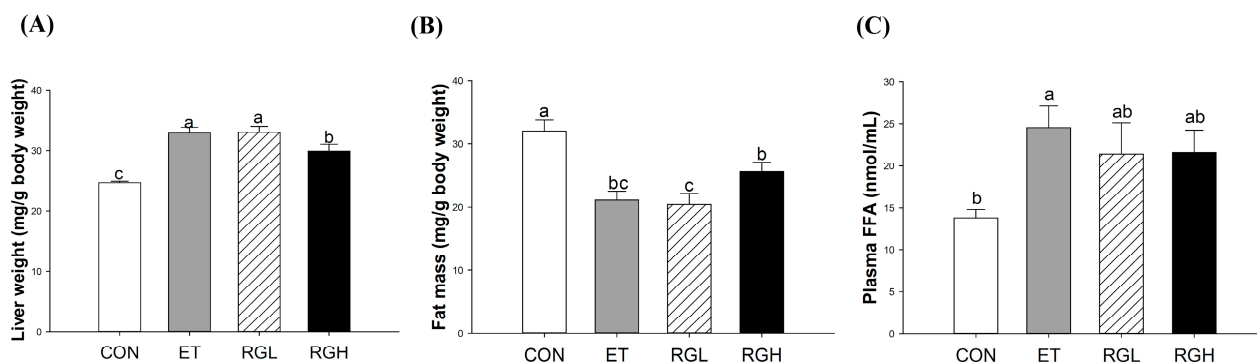 (A)
Liver weight (mg/g body weight)
40
30
20
10
0
c
a
a
b
CON ET RGL RGH
(B)
Fat mass (mg/g body weight)
40
30
20
10
0
a
bc
c
b
CON ET RGL RGH
(C)
Plasma FFA (nmol/mL)
30
25
20
15
10
5
0
b
a
ab
ab
CON ET RGL RGH